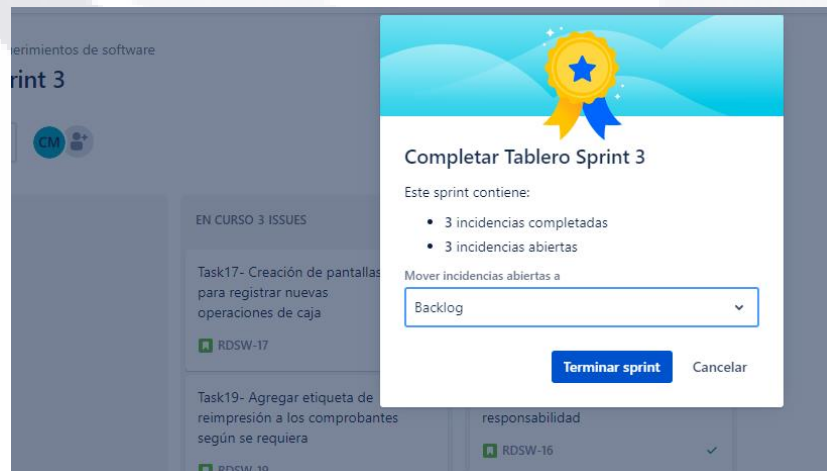 erimientos de software
rint 3
CM
EN CURSO 3 ISSUES
Task17- Creación de pantallas
para registrar nuevas
operaciones de caja
RDSW-17
Task19- Agregar etiqueta de
reimpresión a los comprobantes
según se requiera
RDSW-19
Completar Tablero Sprint 3
Este sprint contiene:
3 incidencias completadas
3 incidencias abiertas
Mover incidencias abiertas a
Backlog
Terminar sprint Cancelar
responsabilidad
RDSW-16